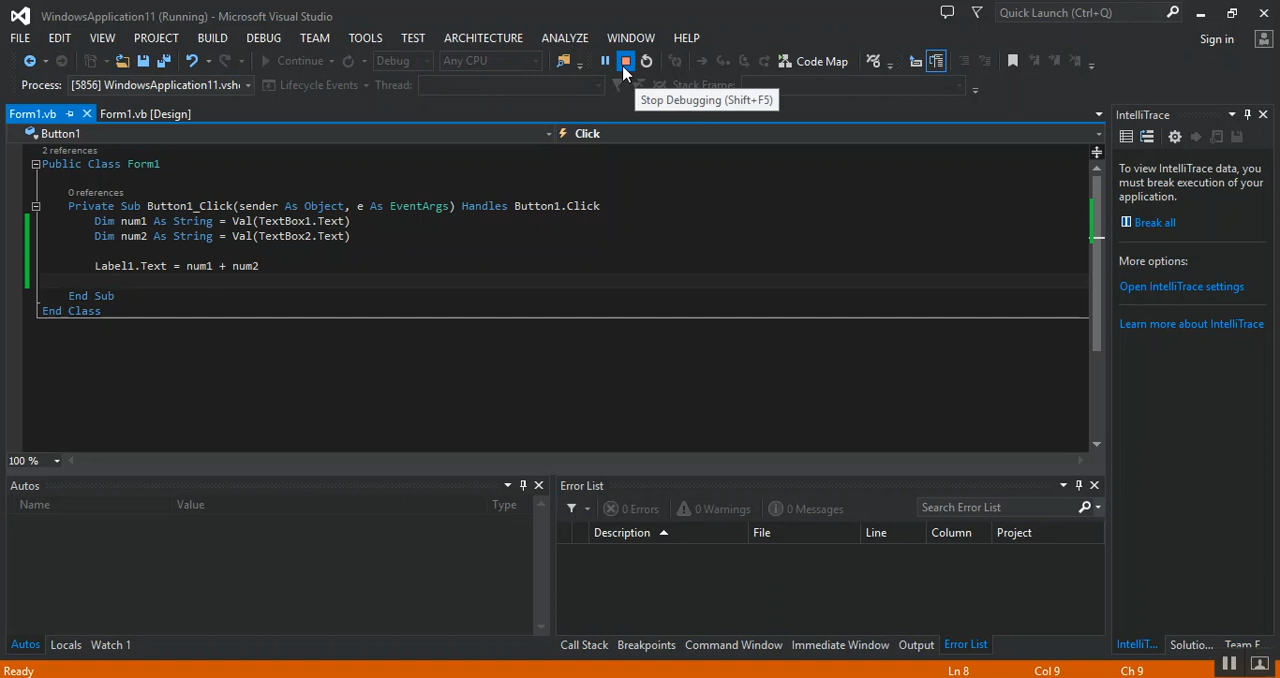 WindowsApplication11 (Running) - Microsoft Visual Studio
Quick Launch (Ctrl+Q)
FILE EDIT VIEW PROJECT BUILD DEBUG TEAM TOOLS TEST ARCHITECTURE ANALYZE WINDOW HELP
Sign in
Continue Debug Any CPU Code Map
Process: [5856] WindowsApplication11.vshe Lifecycle Events Thread: Stack Frame:
Stop Debugging (Shift+F5)
Form1.vb Form1.vb [Design]
Button1 Click
2 references
Public Class Form1
0 references
Private Sub Button1_Click(sender As Object, e As EventArgs) Handles Button1.Click
Dim num1 As String = Val(TextBox1.Text)
Dim num2 As String = Val(TextBox2.Text)
Label1.Text = num1 + num2
End Sub
End Class
100 %
IntelliTrace
To view IntelliTrace data, you
must break execution of your
application.
Break all
More options:
Open IntelliTrace settings
Learn more about IntelliTrace
Autos
Name Value Type
Error List
0 Errors 0 Warnings 0 Messages Search Error List
Description File Line Column Project
Autos Locals Watch 1
Call Stack Breakpoints Command Window Immediate Window Output Error List
IntelliT... Solutio... Team E
Ready Ln 8 Col 9 Ch 9